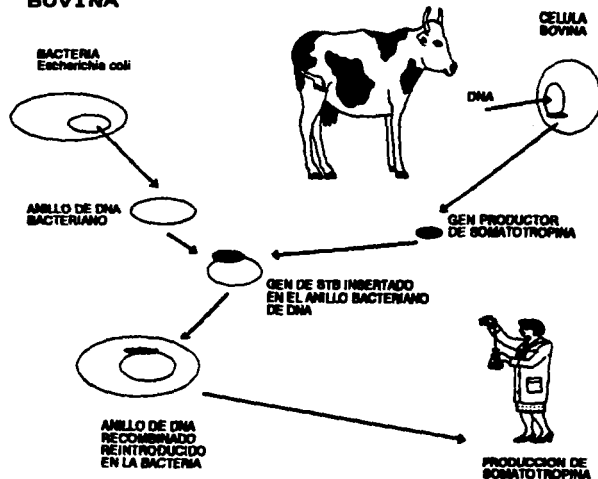 BOVINA
BACTERIA
Escherichia coli
CELULA
BOVINA
DNA
ANILLO DE DNA
BACTERIANO
GEN PRODUCTOR
DE SOMATOTROPINA
GEN DE STB INSERTADO
EN EL ANILLO BACTERIANO
DE DNA
ANILLO DE DNA
RECOMBINADO
REINTRODUCIDO
EN LA BACTERIA
PRODUCCION DE
SOMATOTROPINA